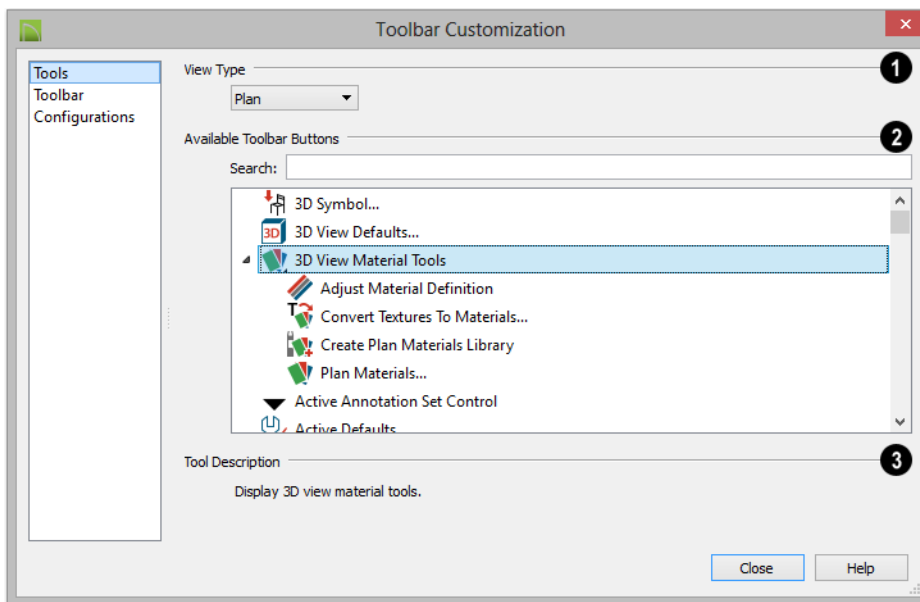 Toolbar Customization
Tools
Toolbar
Configurations
View Type
1
Plan
Available Toolbar Buttons
2
Search:
3D Symbol...
3D
3D View Defaults...
3D View Material Tools
Adjust Material Definition
T
Convert Textures To Materials...
Create Plan Materials Library
Plan Materials...
Active Annotation Set Control
Active Defaults
Tool Description
3
Display 3D view material tools.
Close
Help